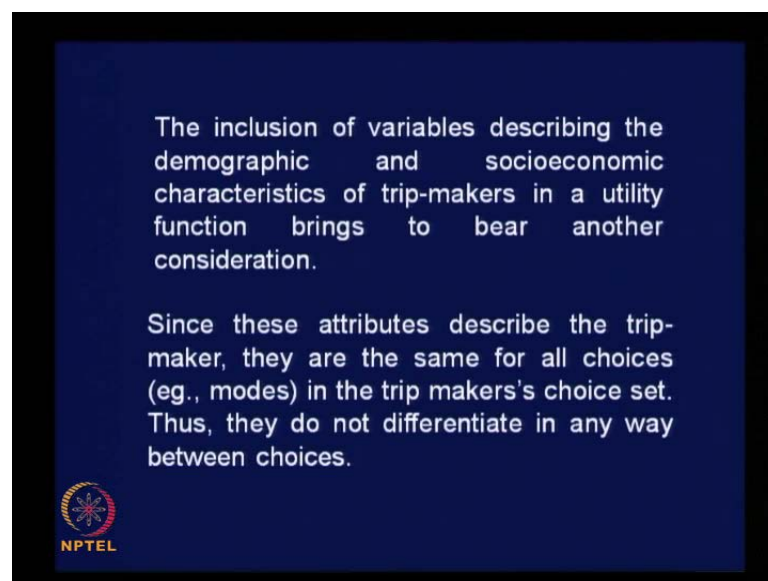 The inclusion of variables describing the
demographic and socioeconomic
characteristics of trip-makers in a utility
function brings to bear another
consideration.
Since these attributes describe the trip-
maker, they are the same for all choices
(eg., modes) in the trip makers's choice set.
Thus, they do not differentiate in any way
between choices.
NPTEL